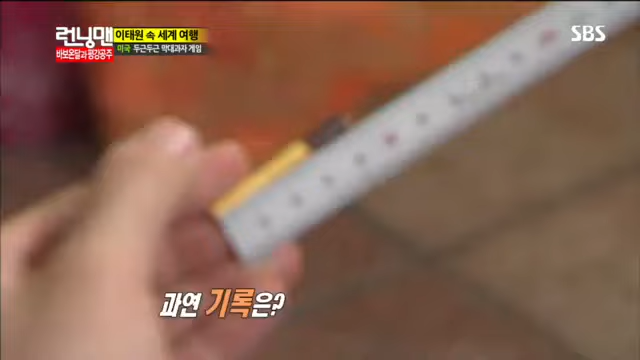 런닝맨
바보온달과 평강공주
이태원 속 세계 여행
미국 두근두근 막대과자 게임
SBS
과연 기록은?